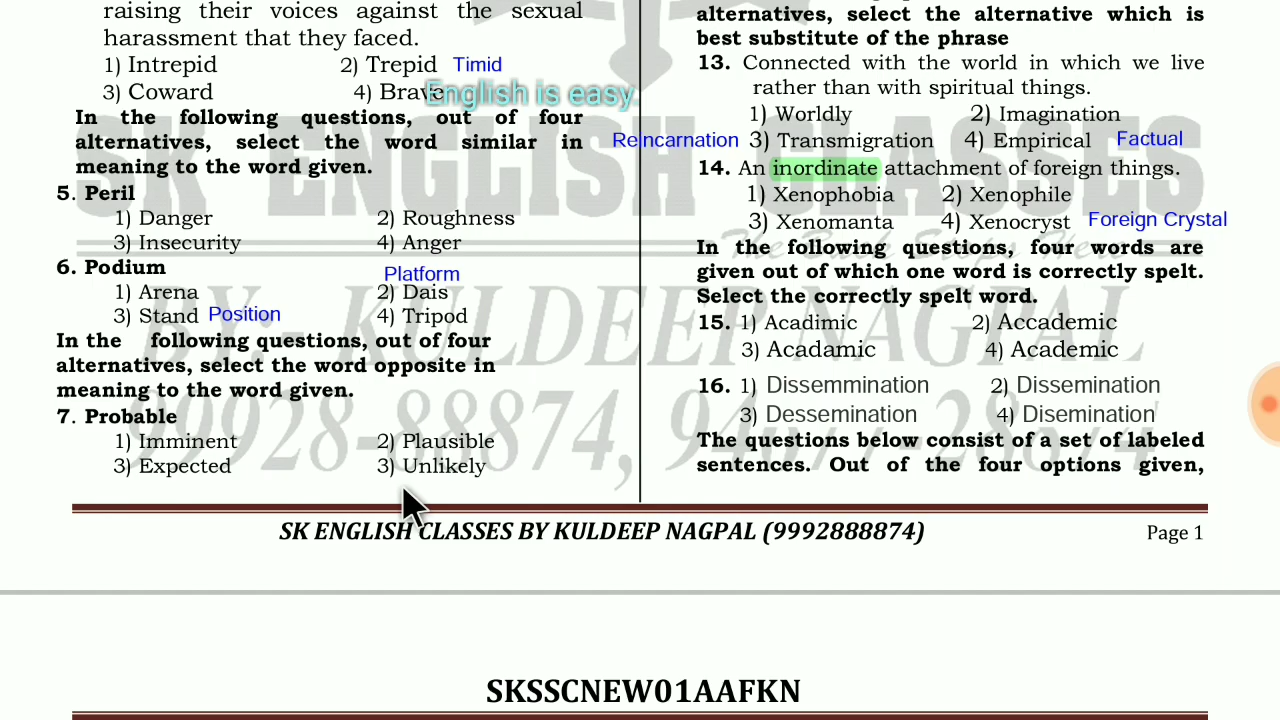 raising their voices against the sexual
harassment that they faced.
1) Intrepid 2) Trepid Timid
3) Coward 4) Brave
English is easy.
In the following questions, out of four
alternatives, select the word similar in
meaning to the word given.
5. Peril
1) Danger 2) Roughness
3) Insecurity 4) Anger
6. Podium
Platform
1) Arena 2) Dais
3) Stand Position 4) Tripod
In the following questions, out of four
alternatives, select the word opposite in
meaning to the word given.
7. Probable
1) Imminent 2) Plausible
3) Expected 3) Unlikely
alternatives, select the alternative which is
best substitute of the phrase
13. Connected with the world in which we live
rather than with spiritual things.
1) Worldly 2) Imagination
Reincarnation 3) Transmigration 4) Empirical Factual
14. An inordinate attachment of foreign things.
1) Xenophobia 2) Xenophile
3) Xenomanta 4) Xenocryst Foreign Crystal
In the following questions, four words are
given out of which one word is correctly spelt.
Select the correctly spelt word.
15. 1) Acadimic 2) Accademic
3) Acadamic 4) Academic
16. 1) Dissemmination 2) Dissemination
3) Dessemination 4) Disemination
The questions below consist of a set of labeled
sentences. Out of the four options given,
SK ENGLISH CLASSES
BY:- KULDEEP NAGPAL
99928-88874,
SK ENGLISH CLASSES BY KULDEEP NAGPAL (9992888874) Page 1
SKSSCNEW01AAFKN